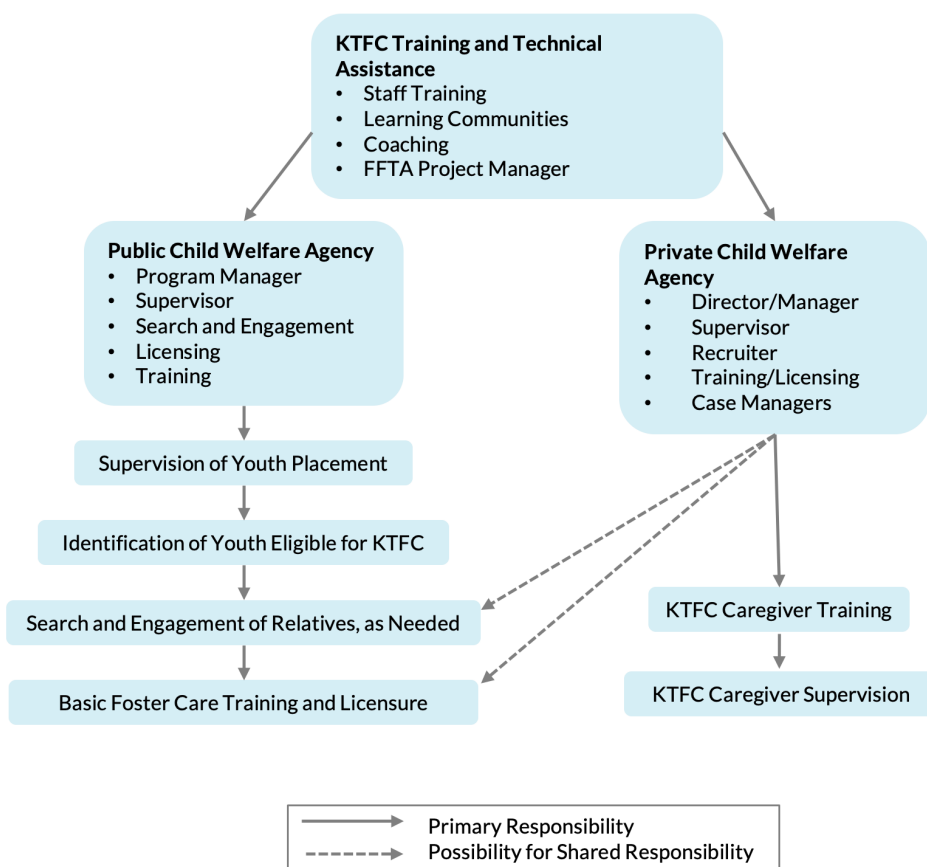 KTFC Training and Technical
Assistance
• Staff Training
• Learning Communities
• Coaching
• FFTA Project Manager
Public Child Welfare Agency
• Program Manager
• Supervisor
• Search and Engagement
• Licensing
• Training
Private Child Welfare
Agency
• Director/Manager
• Supervisor
• Recruiter
• Training/Licensing
• Case Managers
Supervision of Youth Placement
Identification of Youth Eligible for KTFC
Search and Engagement of Relatives, as Needed
Basic Foster Care Training and Licensure
KTFC Caregiver Training
KTFC Caregiver Supervision
Primary Responsibility
Possibility for Shared Responsibility